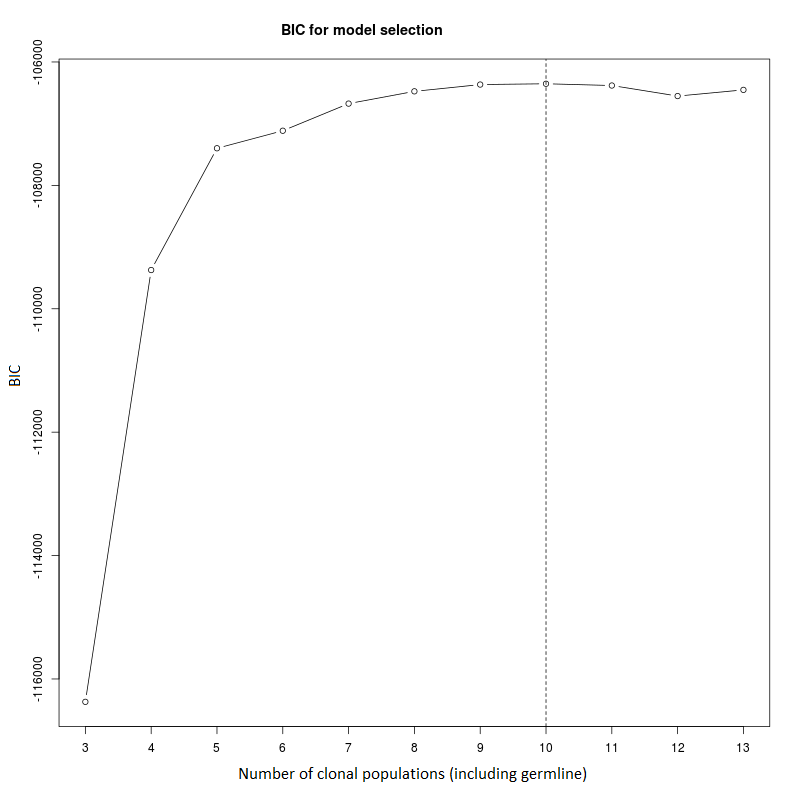 BIC for model selection
-106000
-108000
-110000
-112000
-114000
-116000
BIC
3 4 5 6 7 8 9 10 11 12 13
Number of clonal populations (including germline)